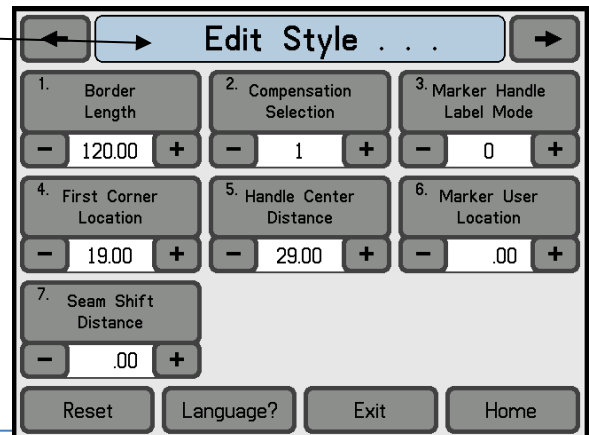 Edit Style . . .
1. Border
Length
− 120.00 +
2. Compensation
Selection
− 1 +
3. Marker Handle
Label Mode
− 0 +
4. First Corner
Location
− 19.00 +
5. Handle Center
Distance
− 29.00 +
6. Marker User
Location
− .00 +
7. Seam Shift
Distance
− .00 +
Reset
Language?
Exit
Home